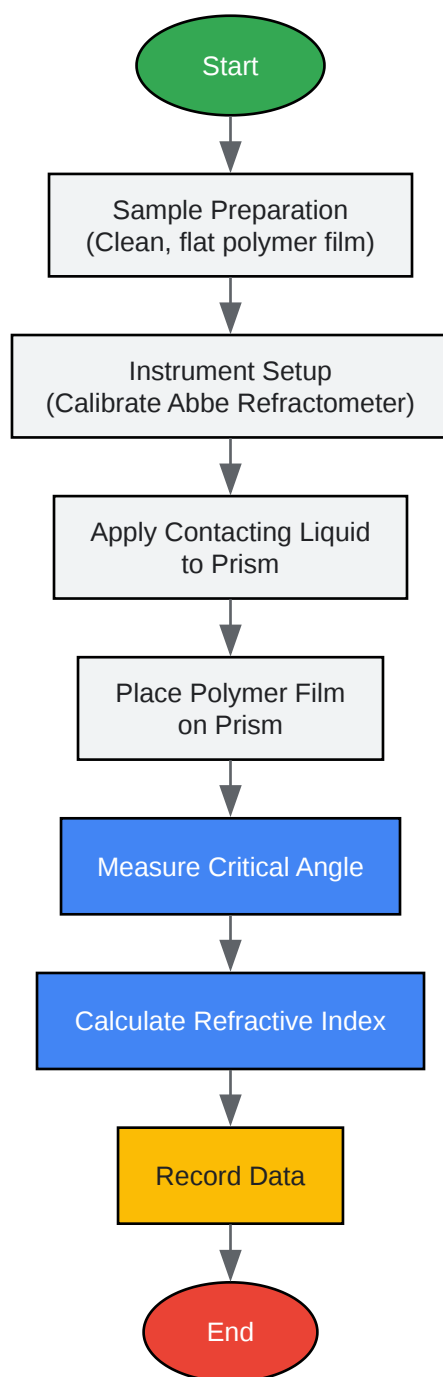 Start
Sample Preparation
(Clean, flat polymer film)
Instrument Setup
(Calibrate Abbe Refractometer)
Apply Contacting Liquid
to Prism
Place Polymer Film
on Prism
Measure Critical Angle
Calculate Refractive Index
Record Data
End